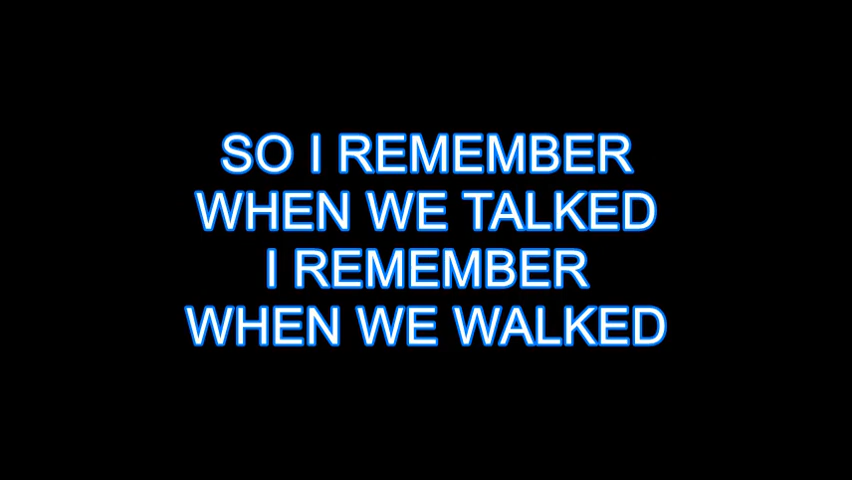 SO I REMEMBER
WHEN WE TALKED
I REMEMBER
WHEN WE WALKED